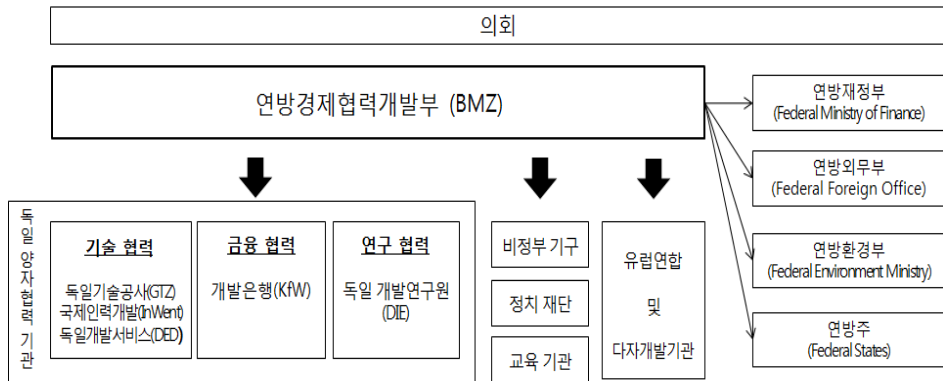 의회
연방경제협력개발부 (BMZ)
연방재정부
(Federal Ministry of Finance)
연방외무부
(Federal Foreign Office)
연방환경부
(Federal Environment Ministry)
연방주
(Federal States)
독일 양자협력 기관
기술 협력
독일기술공사(GTZ)
국제인력개발(InWent)
독일개발서비스(DED)
금융 협력
개발은행(KfW)
연구 협력
독일 개발연구원
(DIE)
비정부 기구
정치 재단
교육 기관
유럽연합
및
다자개발기관